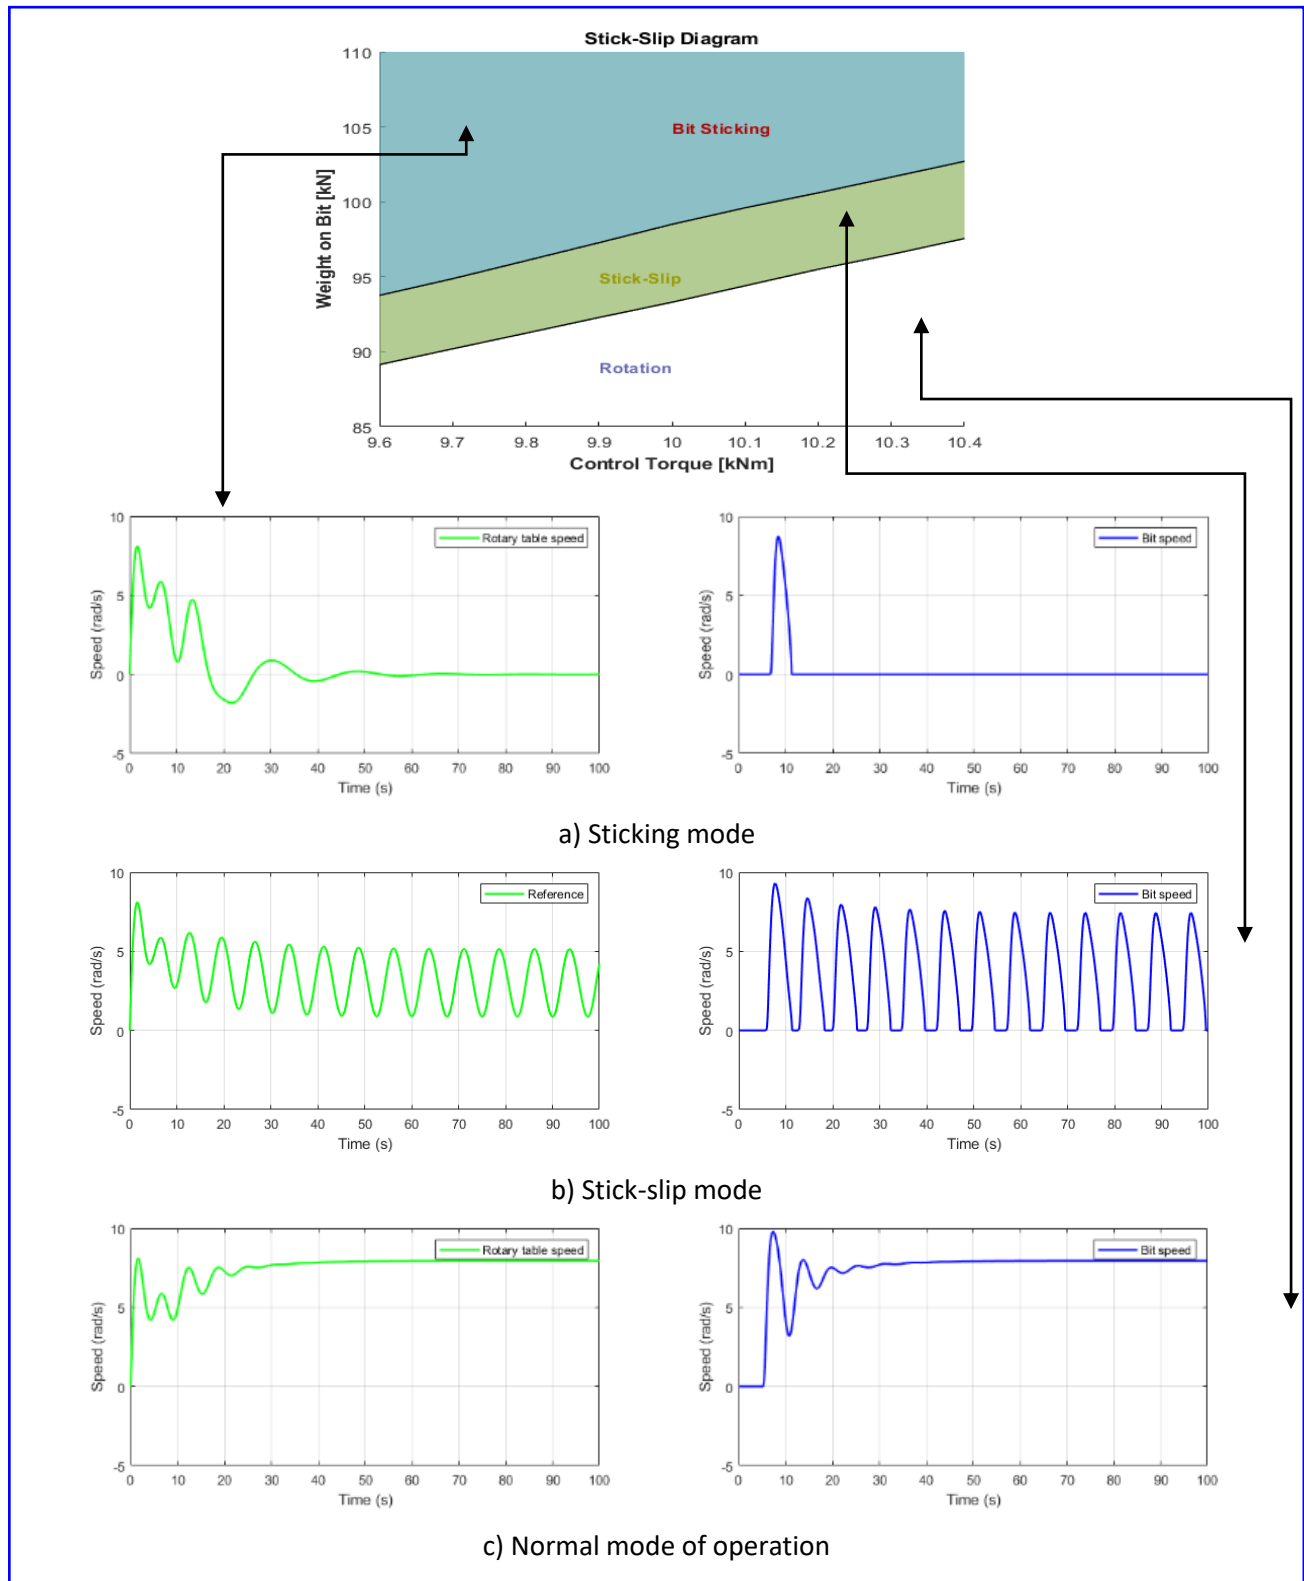 Stick-Slip Diagram
110
105
100
95
90
85
Weight on Bit [kN]
Bit Sticking
Stick-Slip
Rotation
9.6 9.7 9.8 9.9 10 10.1 10.2 10.3 10.4
Control Torque [kNm]
10
5
0
-5
Speed (rad/s)
Rotary table speed
0 10 20 30 40 50 60 70 80 90 100
Time (s)
10
5
0
-5
Speed (rad/s)
Bit speed
0 10 20 30 40 50 60 70 80 90 100
Time (s)
a) Sticking mode
10
5
0
-5
Speed (rad/s)
Reference
0 10 20 30 40 50 60 70 80 90 100
Time (s)
10
5
0
-5
Speed (rad/s)
Bit speed
0 10 20 30 40 50 60 70 80 90 100
Time (s)
b) Stick-slip mode
10
5
0
-5
Speed (rad/s)
Rotary table speed
0 10 20 30 40 50 60 70 80 90 100
Time (s)
10
5
0
-5
Speed (rad/s)
Bit speed
0 10 20 30 40 50 60 70 80 90 100
Time (s)
c) Normal mode of operation